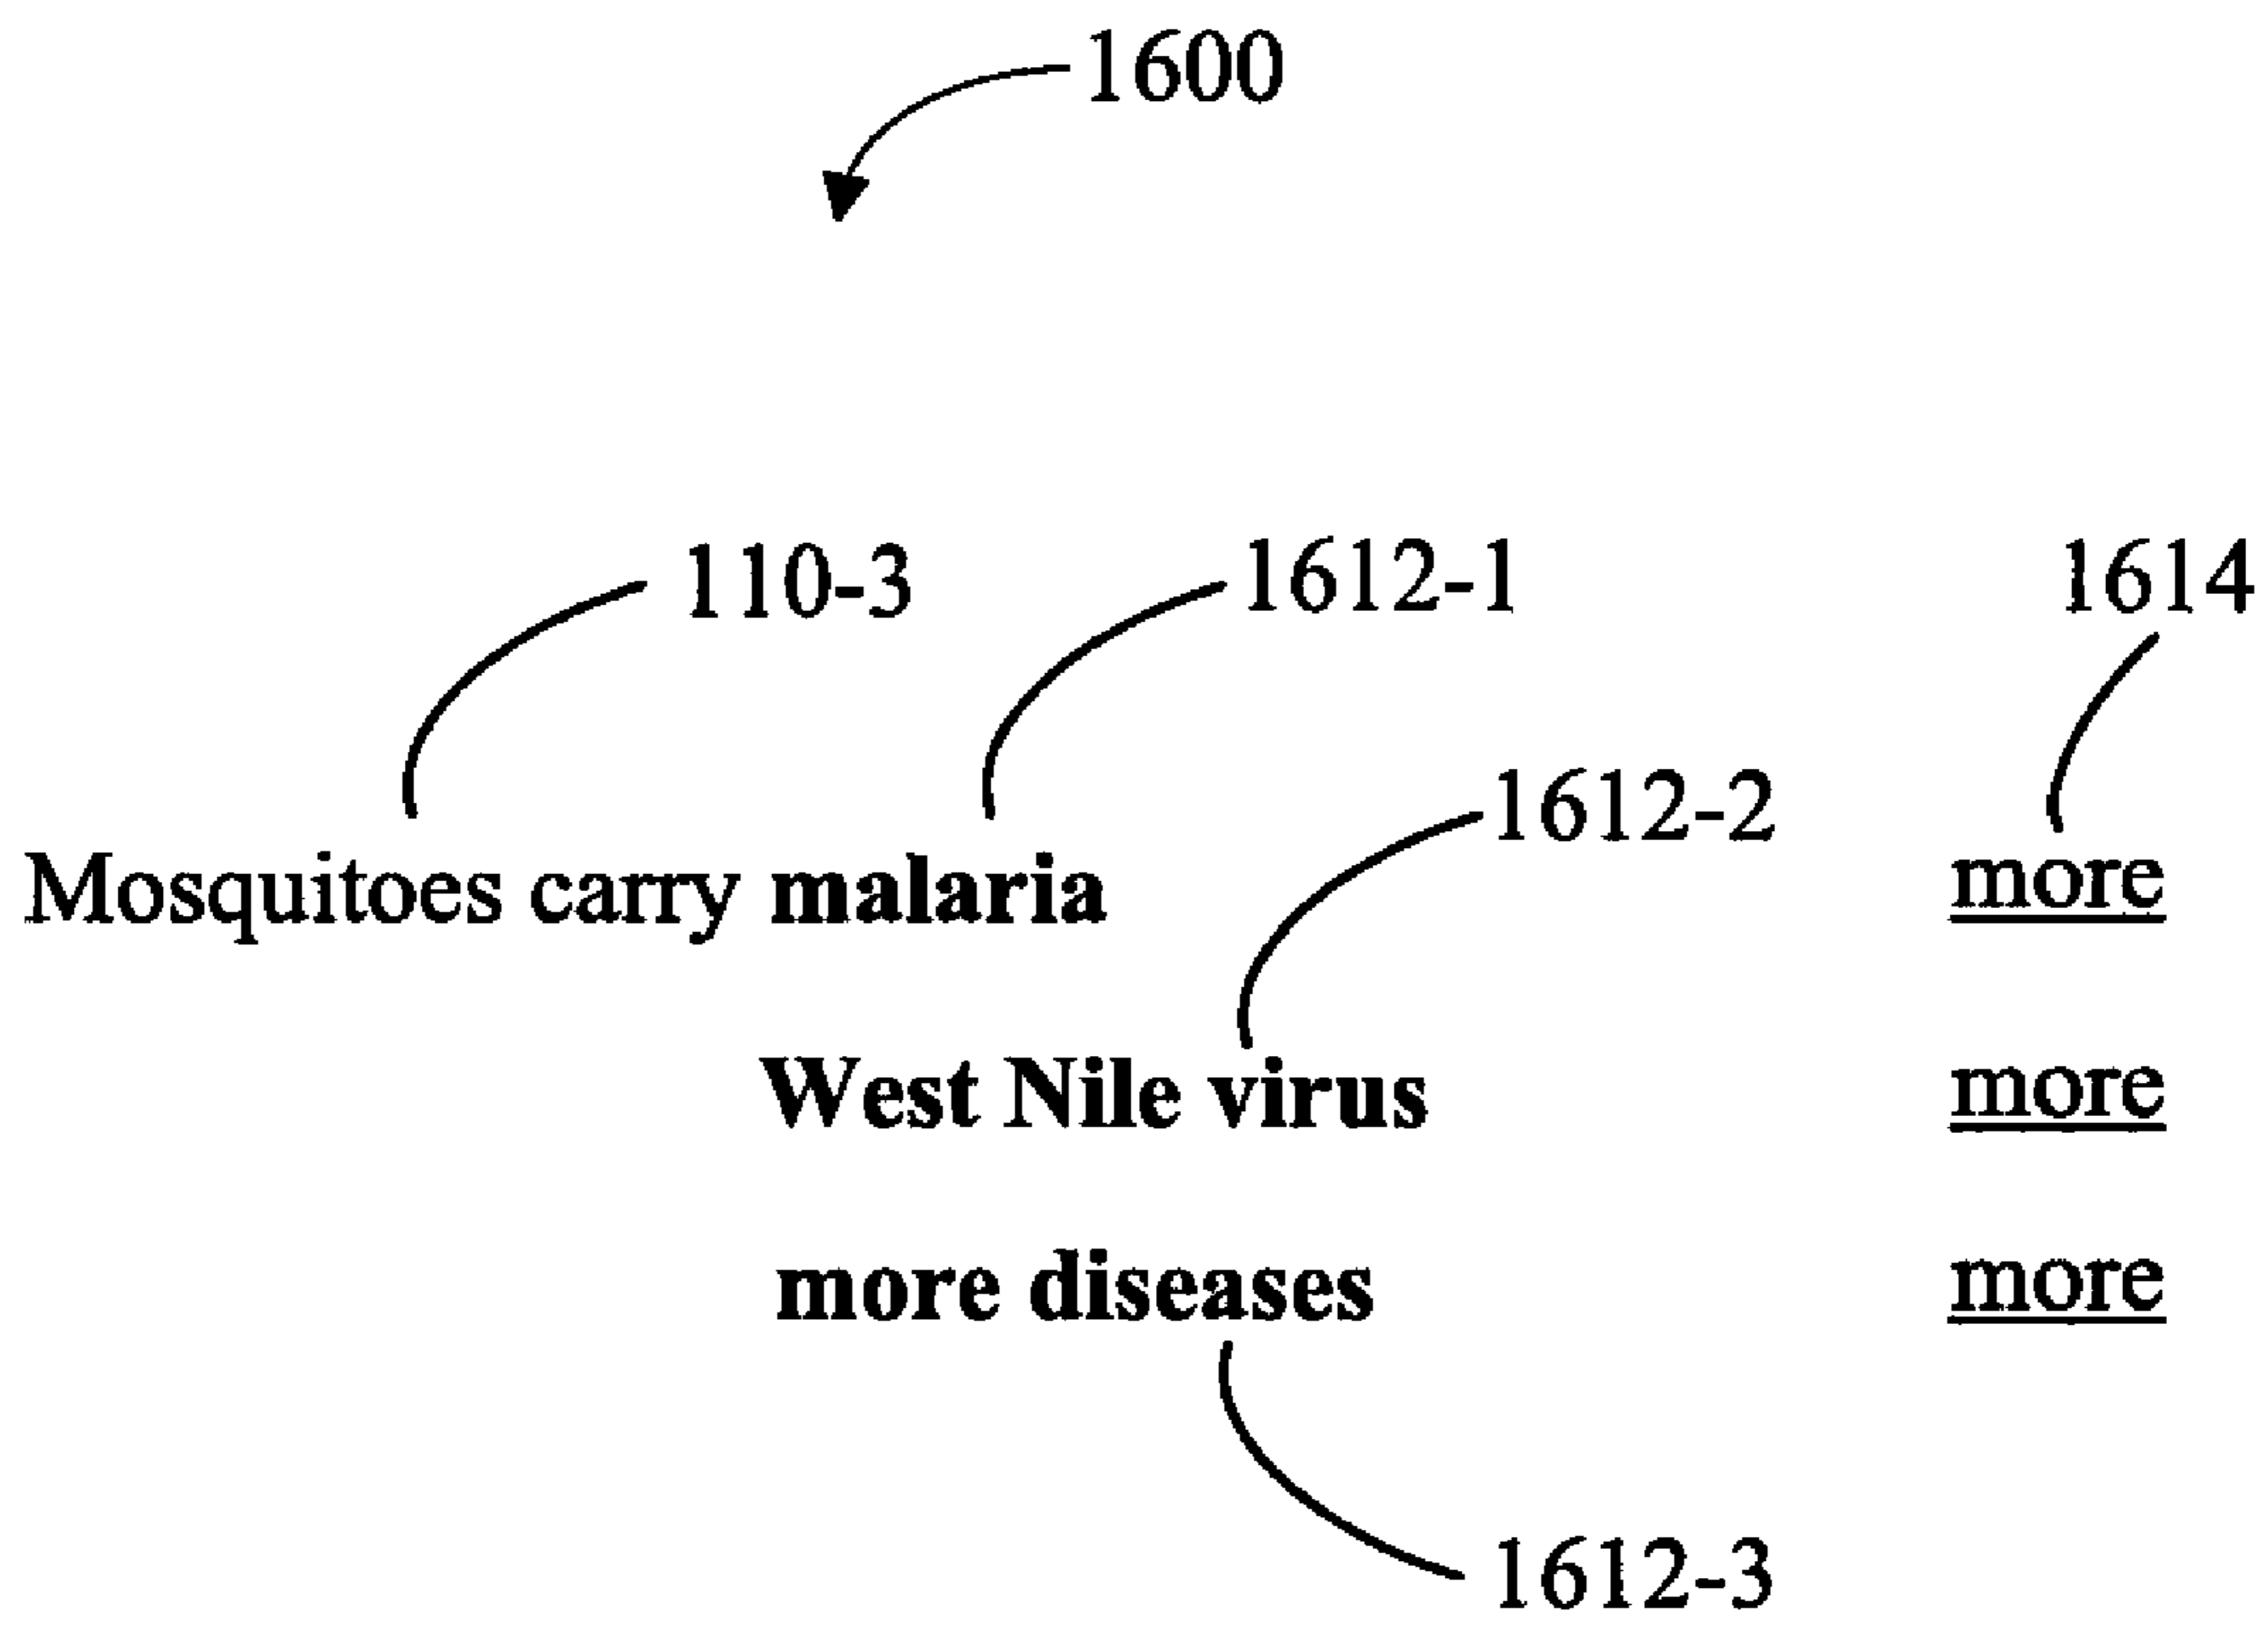 1600
110-3 1612-1 1614
1612-2
Mosquitoes carry malaria more
West Nile virus more
more diseases more
1612-3